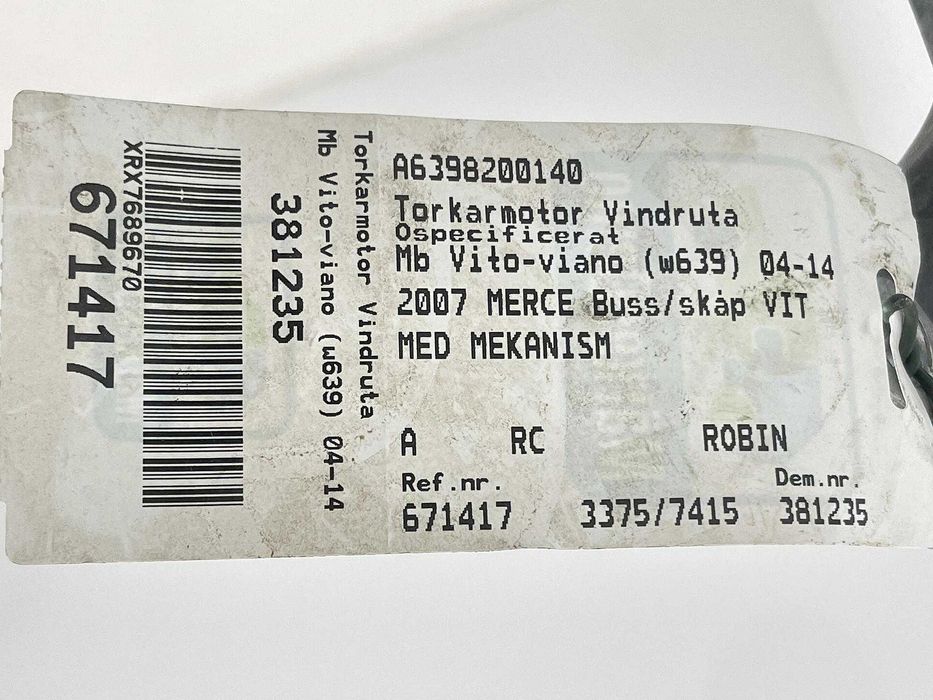 A6398200140
Torkarmotor Vindruta
Ospecificerat
Mb Vito-viano (w639) 04-14
2007 MERCE Buss/skåp VIT
MED MEKANISM
A RC ROBIN
Ref.nr. Dem.nr.
671417 3375/7415 381235
Torkarmotor Vindruta
Mb Vito-viano (w639) 04-14
381235
XRX7689670
671417